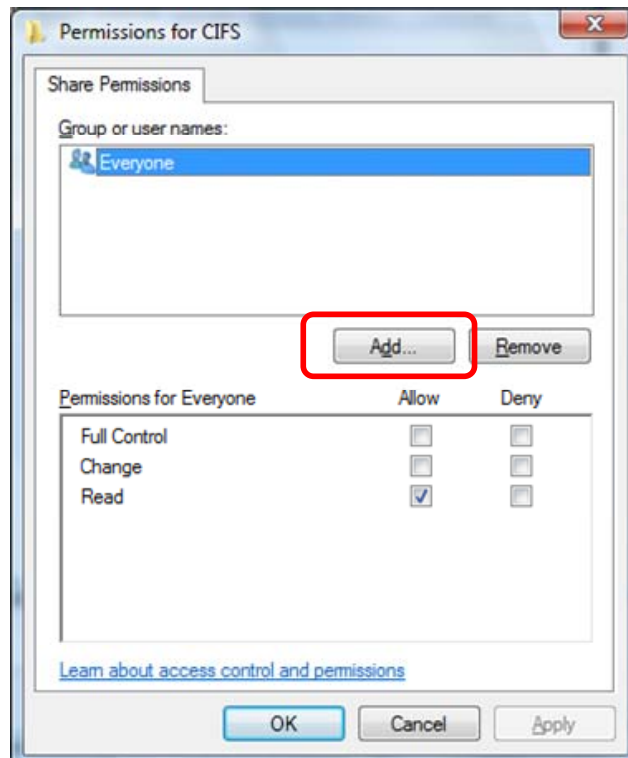 Permissions for CIFS
Share Permissions
Group or user names:
Everyone
Add...
Remove
Permissions for Everyone
Allow
Deny
Full Control
Change
Read
Learn about access control and permissions
OK
Cancel
Apply